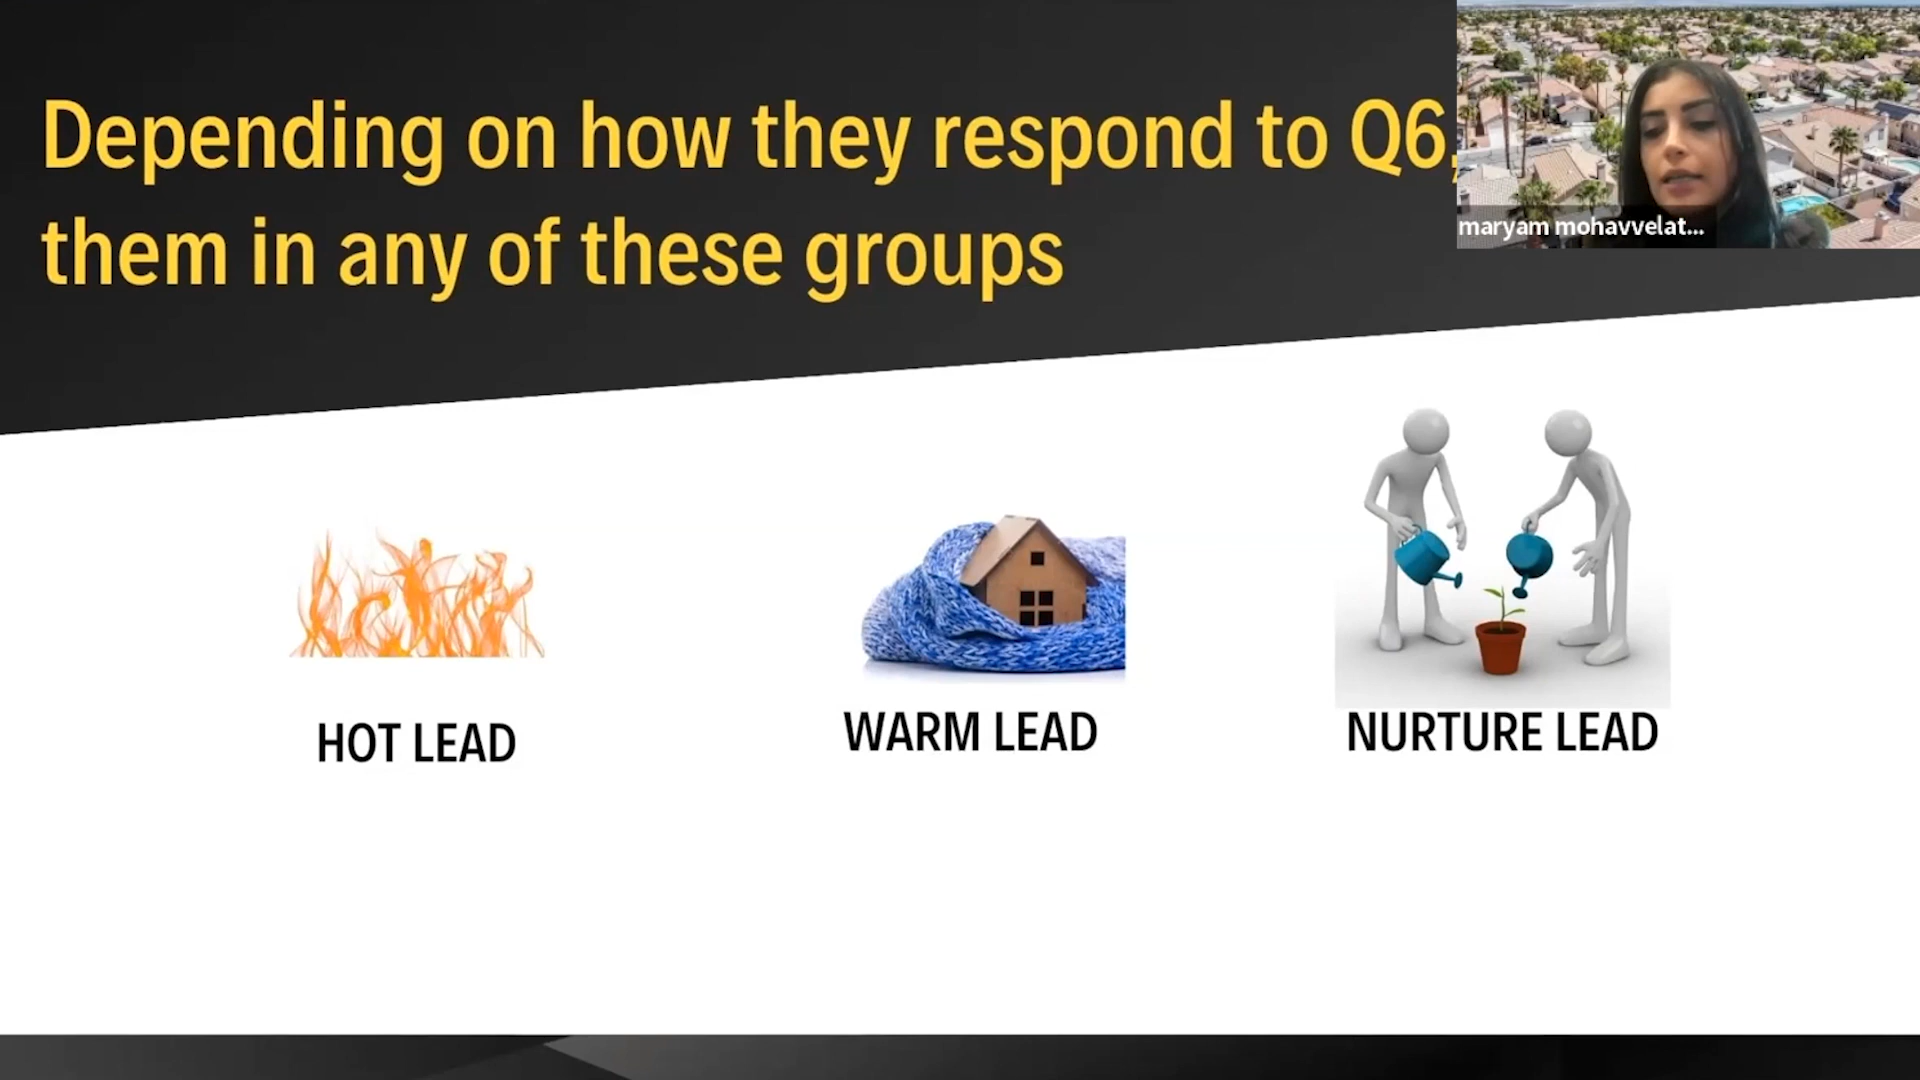 Depending on how they respond to Q6,
them in any of these groups
maryam mohavvelat...
HOT LEAD
WARM LEAD
NURTURE LEAD